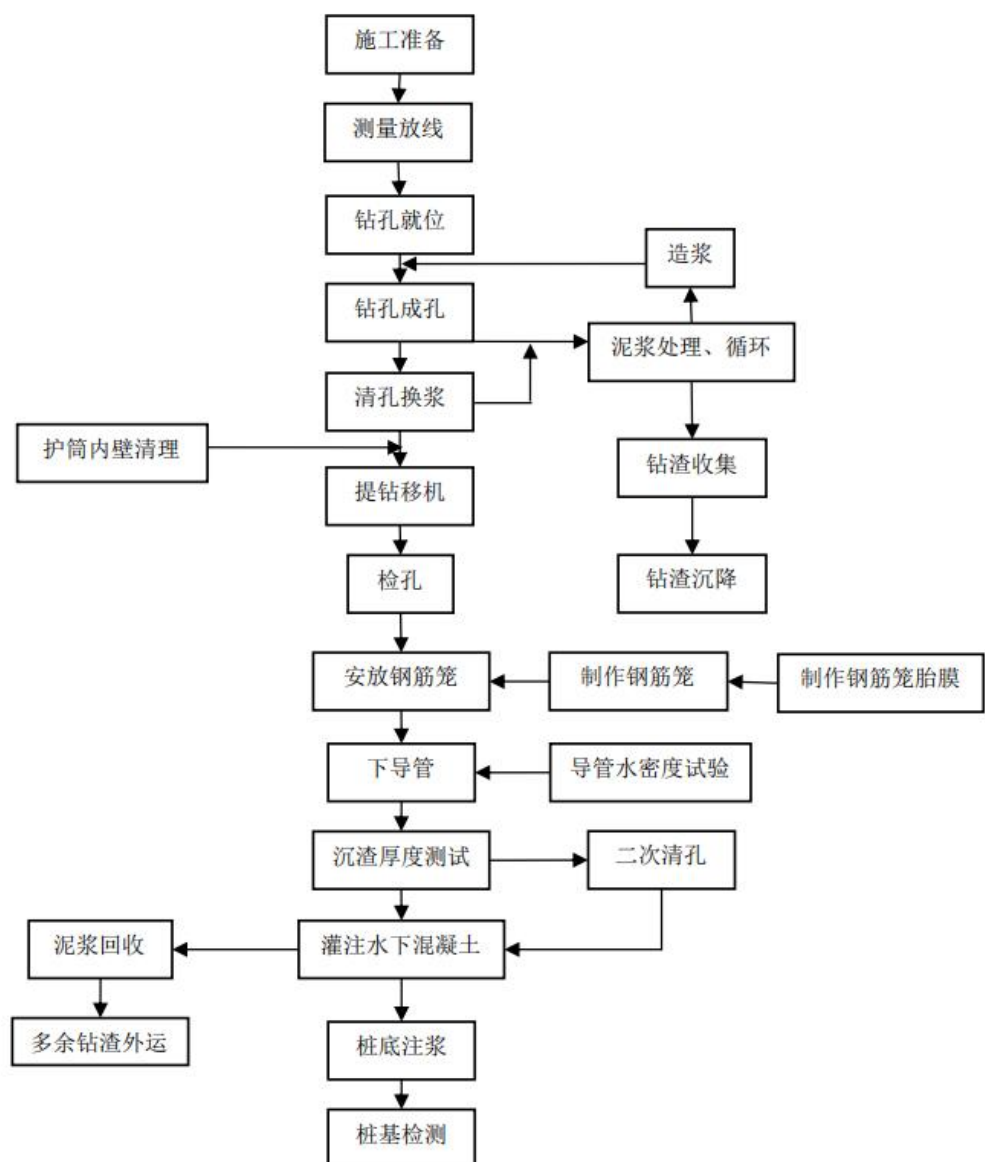 施工准备
测量放线
钻孔就位
造浆
钻孔成孔
泥浆处理、循环
清孔换浆
护筒内壁清理
钻渣收集
提钻移机
检孔
钻渣沉降
安放钢筋笼
制作钢筋笼
制作钢筋笼胎膜
下导管
导管水密度试验
沉渣厚度测试
二次清孔
泥浆回收
灌注水下混凝土
多余钻渣外运
桩底注浆
桩基检测